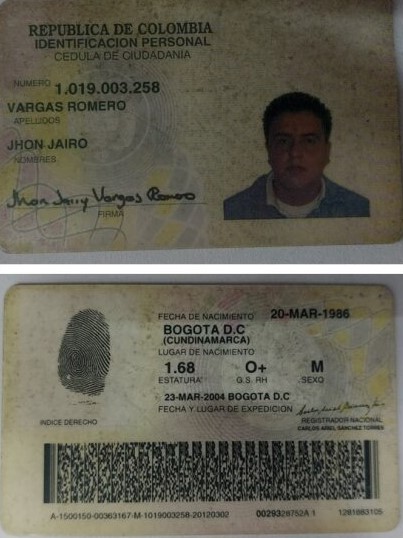 REPUBLICA DE COLOMBIA
IDENTIFICACION PERSONAL
CEDULA DE CIUDADANIA
NUMERO 1.019.003.258
VARGAS ROMERO
APELLIDOS
JHON JAIRO
NOMBRES
Jhon Jairy Vargas Romero
FIRMA
FECHA DE NACIMIENTO 20-MAR-1986
BOGOTA D.C
(CUNDINAMARCA)
LUGAR DE NACIMIENTO
1.68 O+ M
ESTATURA G.S. RH SEXO
23-MAR-2004 BOGOTA D.C
FECHA Y LUGAR DE EXPEDICION
INDICE DERECHO
REGISTRADOR NACIONAL
CARLOS ARIEL SANCHEZ TORRES
A-1500150-00363167-M-1019003258-20120302 0029328752A 1 1281883105